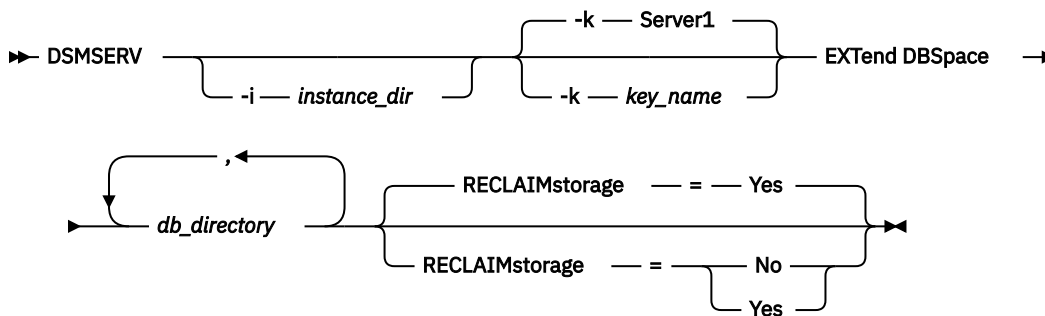 -k Server1
DSMSERV EXTend DBSpace
-i instance_dir -k key_name
,
RECLAIMstorage = Yes
db_directory
RECLAIMstorage = No
Yes